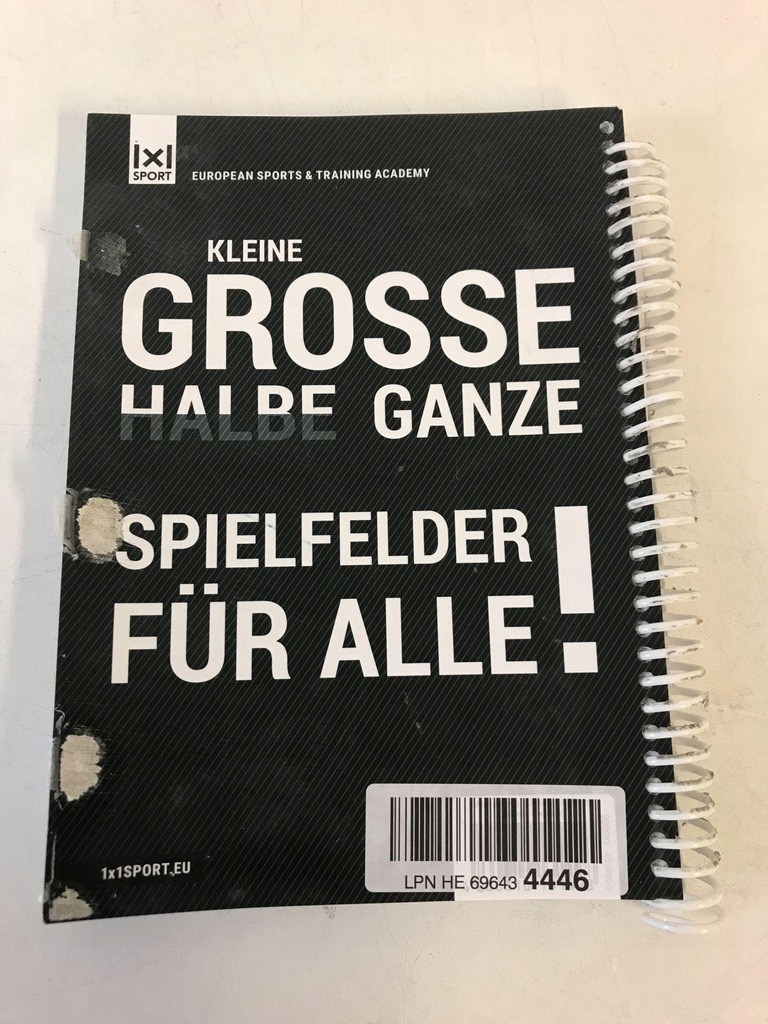 1x1
SPORT
EUROPEAN SPORTS & TRAINING ACADEMY
KLEINE
GROSSE
HALBE GANZE
SPIELFELDER
FÜR ALLE!
1x1SPORT.EU
LPN HE 69643 4446